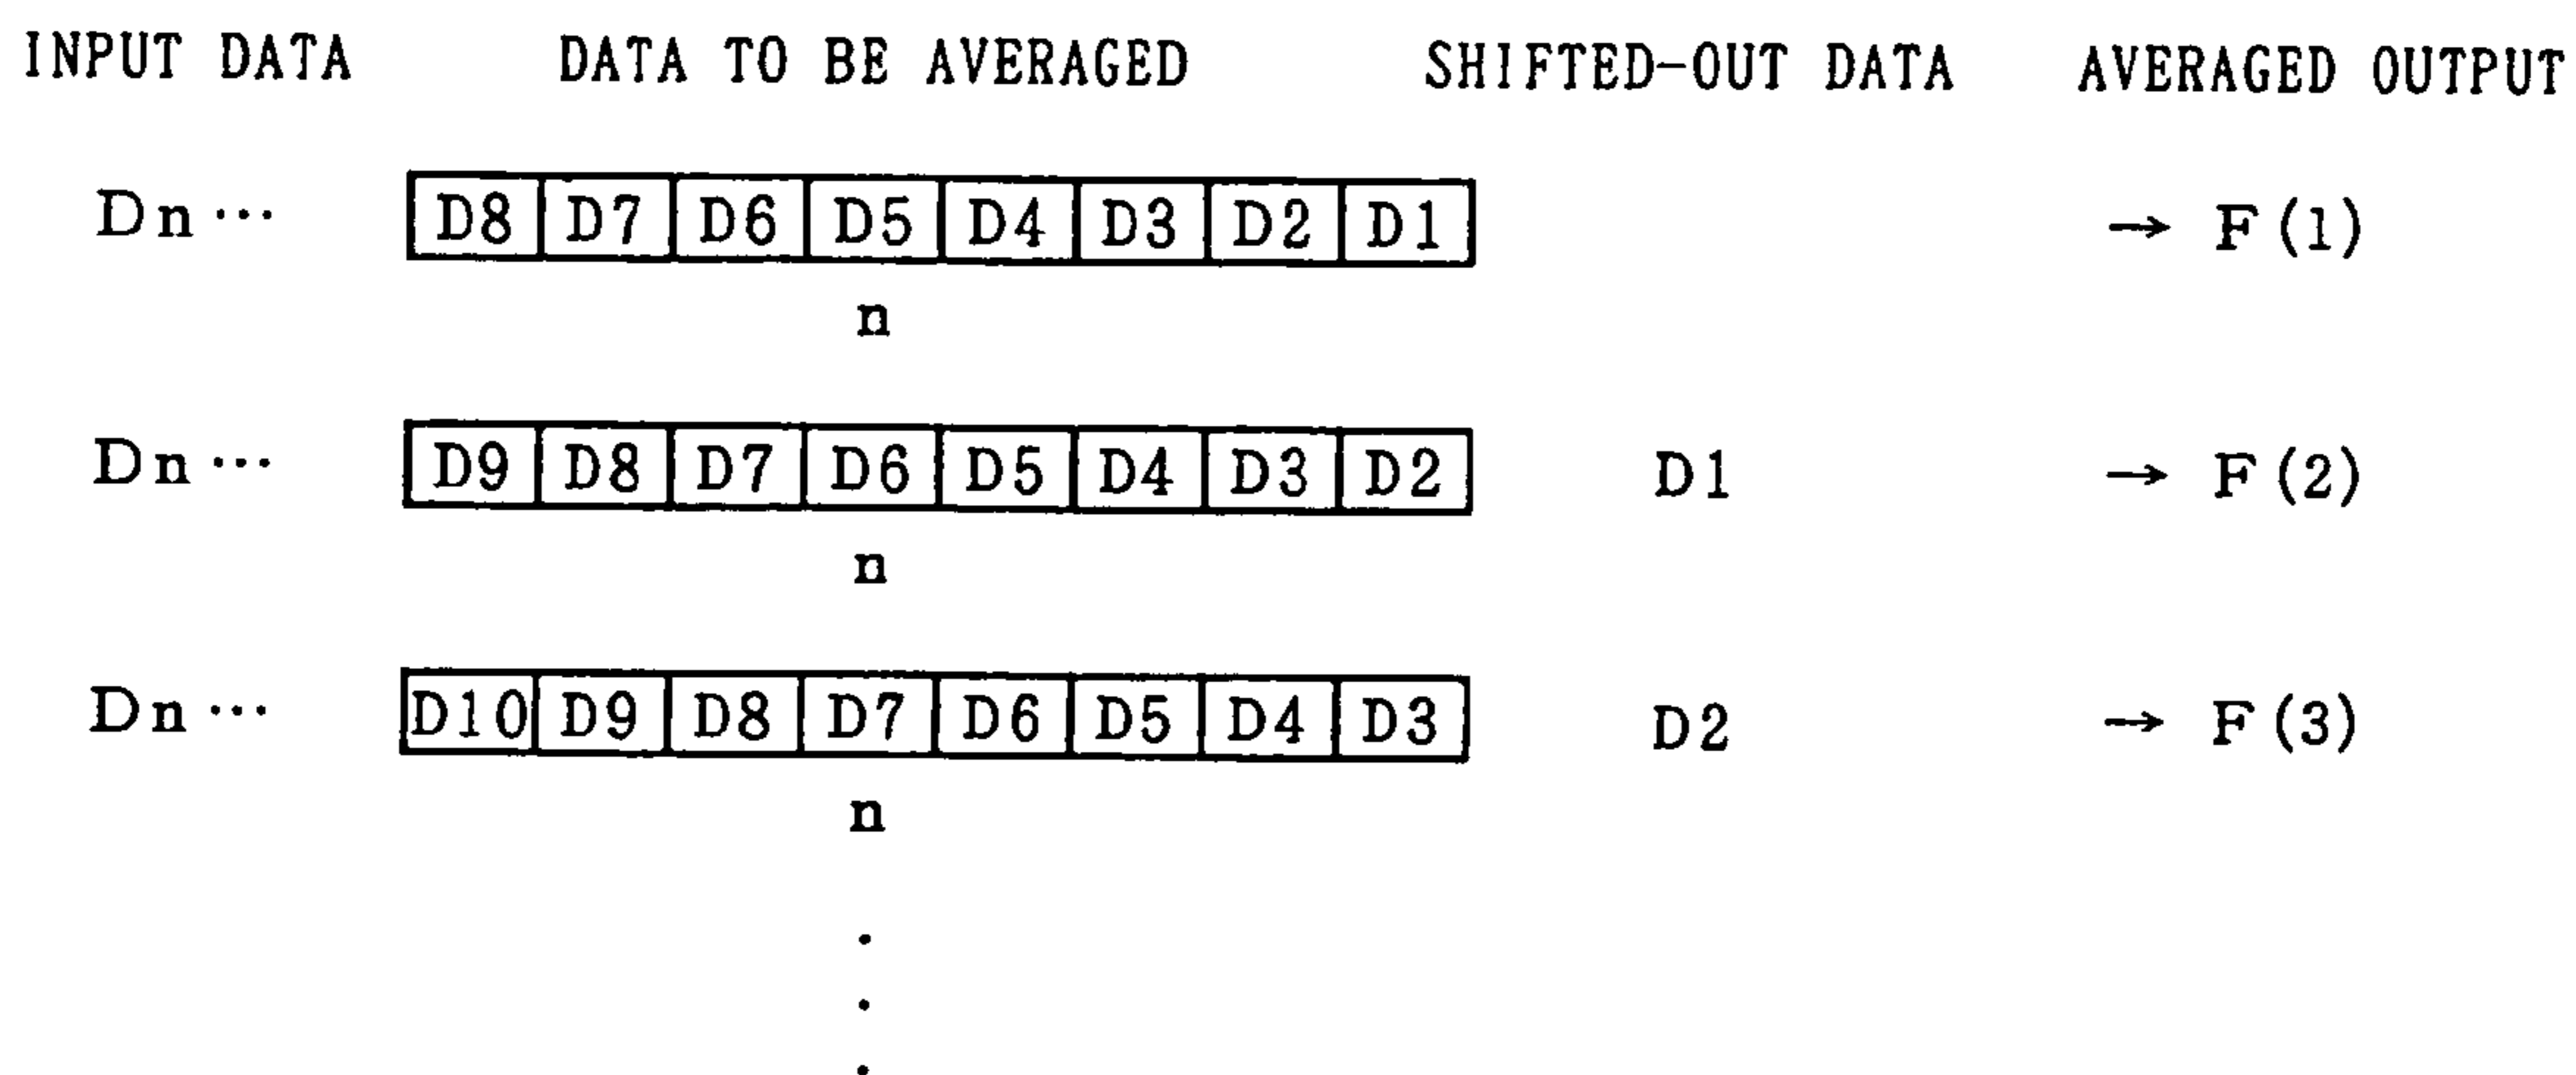 INPUT DATA DATA TO BE AVERAGED SHIFTED-OUT DATA AVERAGED OUTPUT
Dn ··· D8 D7 D6 D5 D4 D3 D2 D1 → F(1)
n
Dn ··· D9 D8 D7 D6 D5 D4 D3 D2 D1 → F(2)
n
Dn ··· D10 D9 D8 D7 D6 D5 D4 D3 D2 → F(3)
n